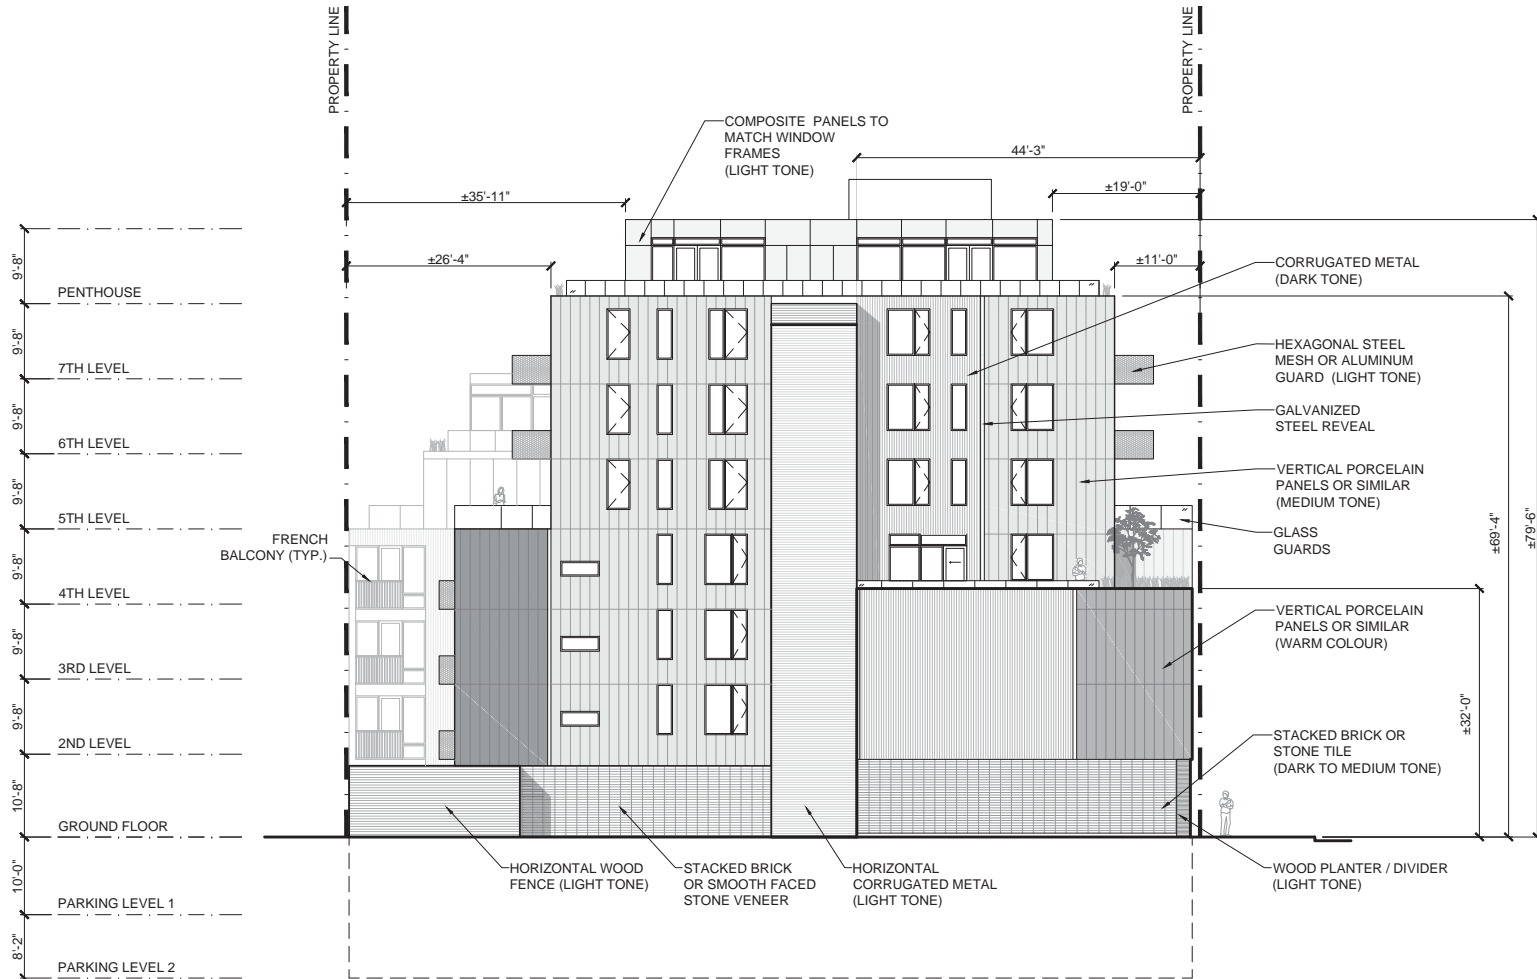 PROPERTY LINE
PROPERTY LINE
COMPOSITE PANELS TO
MATCH WINDOW
FRAMES
(LIGHT TONE)
44'-3"
±35'-11"
±19'-0"
±26'-4"
±11'-0"
9'-8"
PENTHOUSE
9'-8"
7TH LEVEL
9'-8"
6TH LEVEL
9'-8"
5TH LEVEL
9'-8"
4TH LEVEL
9'-8"
3RD LEVEL
9'-8"
2ND LEVEL
10'-8"
GROUND FLOOR
10'-0"
PARKING LEVEL 1
8'-2"
PARKING LEVEL 2
FRENCH
BALCONY (TYP.)
CORRUGATED METAL
(DARK TONE)
HEXAGONAL STEEL
MESH OR ALUMINUM
GUARD (LIGHT TONE)
GALVANIZED
STEEL REVEAL
VERTICAL PORCELAIN
PANELS OR SIMILAR
(MEDIUM TONE)
GLASS
GUARDS
VERTICAL PORCELAIN
PANELS OR SIMILAR
(WARM COLOUR)
STACKED BRICK OR
STONE TILE
(DARK TO MEDIUM TONE)
±32'-0"
±69'-4"
±79'-6"
HORIZONTAL WOOD
FENCE (LIGHT TONE)
STACKED BRICK
OR SMOOTH FACED
STONE VENEER
HORIZONTAL
CORRUGATED METAL
(LIGHT TONE)
WOOD PLANTER / DIVIDER
(LIGHT TONE)